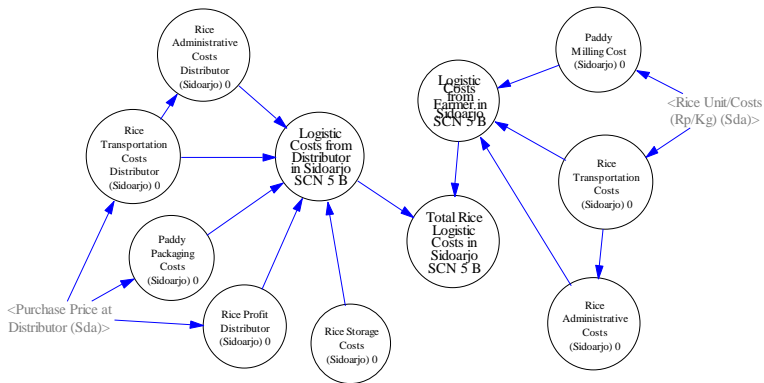 Rice
Administrative
Costs
Distributor
(Sidoarjo) 0
Rice
Transportation
Costs
Distributor
(Sidoarjo) 0
Logistic
Costs from
Distributor
in Sidoarjo
SCN 5 B
Paddy
Packaging
Costs
(Sidoarjo) 0
<Purchase Price at
Distributor (Sda)>
Rice Profit
Distributor
(Sidoarjo) 0
Rice Storage
Costs
(Sidoarjo) 0
Logistic
Costs
from
Farmer in
Sidoarjo
SCN 5 B
Total Rice
Logistic
Costs in
Sidoarjo
SCN 5 B
Paddy
Milling Cost
(Sidoarjo) 0
<Rice Unit/Costs
(Rp/Kg) (Sda)>
Rice
Transportation
Costs
(Sidoarjo) 0
Rice
Administrative
Costs
(Sidoarjo) 0